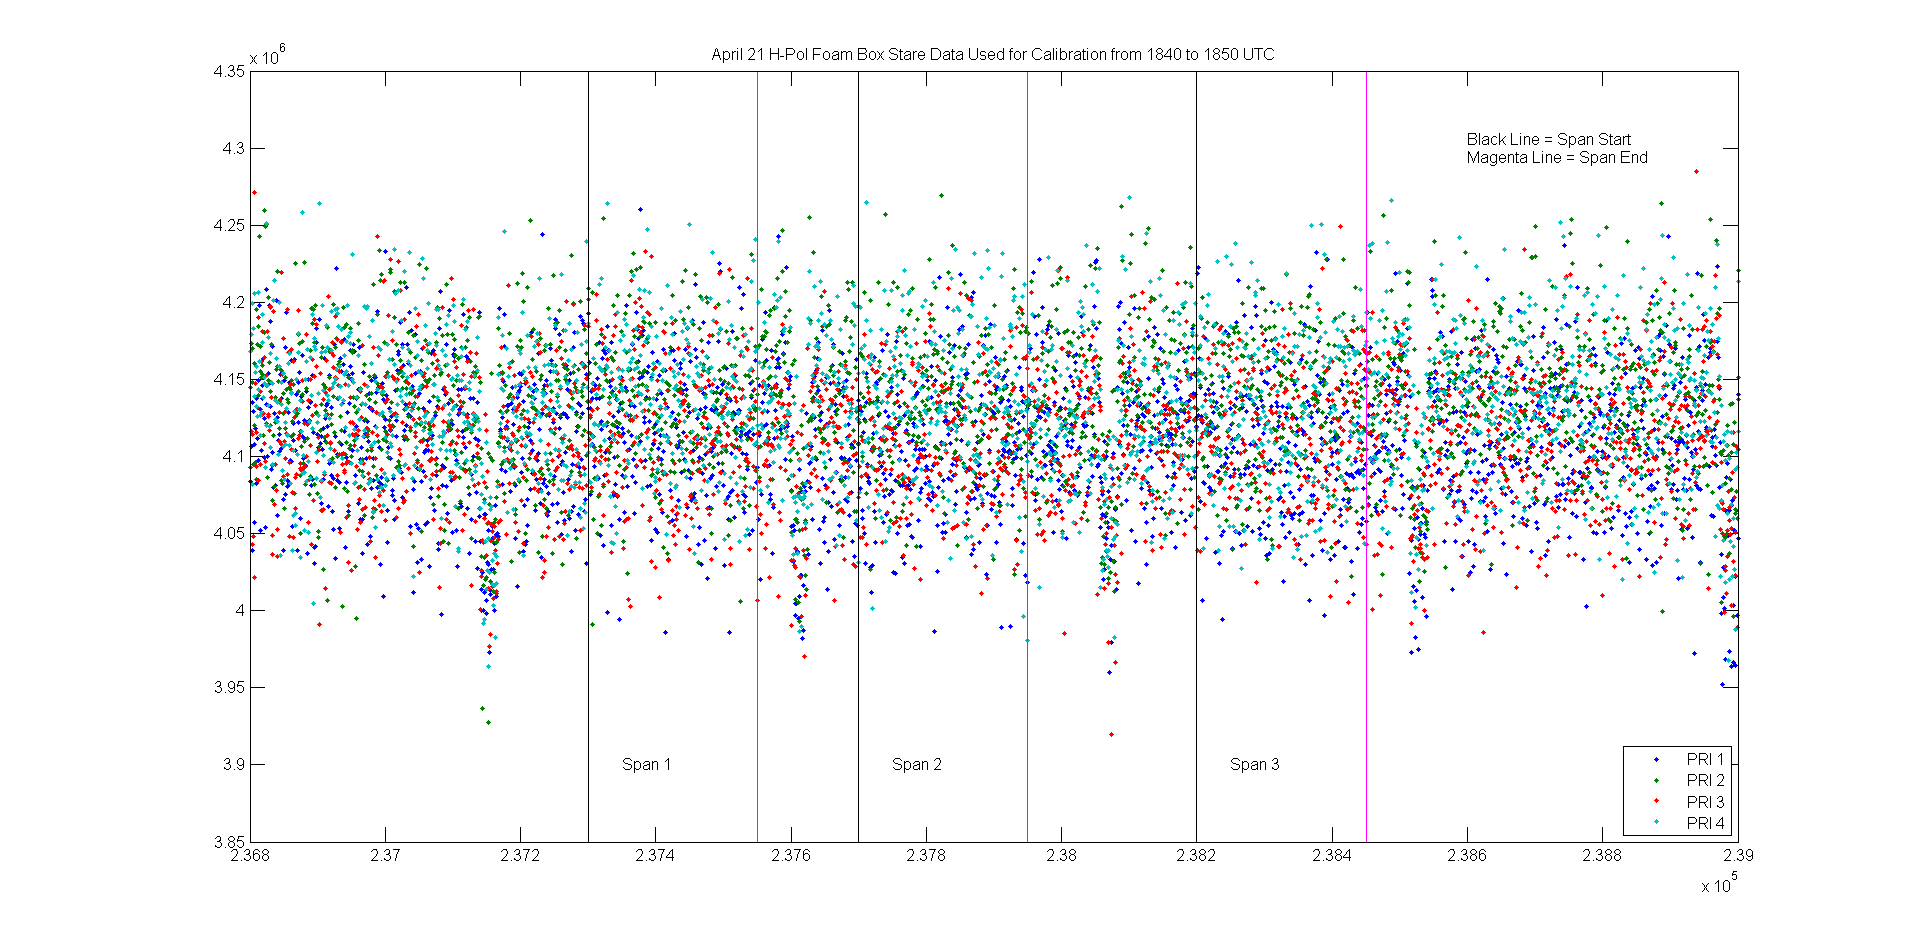 April 21 H-Pol Foam Box Stare Data Used for Calibration from 1840 to 1850 UTC
x 10^6
4.35
4.3
4.25
4.2
4.15
4.1
4.05
4
3.95
3.9
3.85
Black Line = Span Start
Magenta Line = Span End
Span 1
Span 2
Span 3
PRI 1
PRI 2
PRI 3
PRI 4
2.368
2.37
2.372
2.374
2.376
2.378
2.38
2.382
2.384
2.386
2.388
2.39
x 10^5